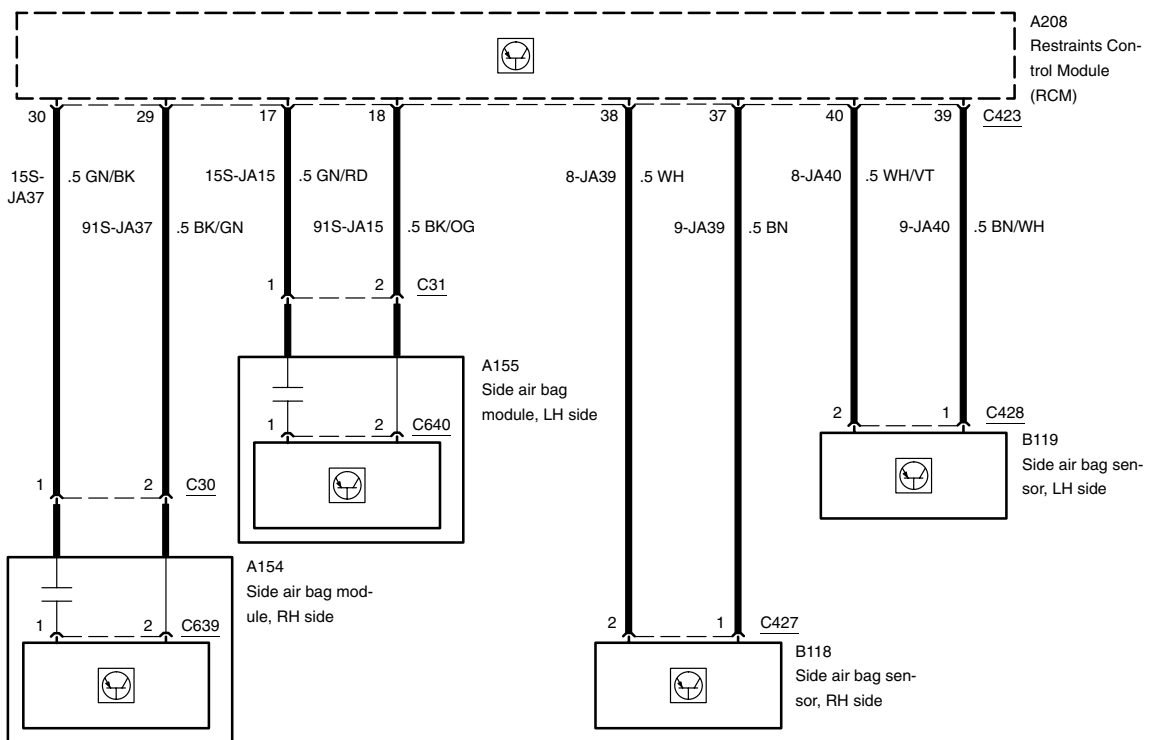 A208
Restraints Con-
trol Module
(RCM)
30 29 17 18 38 37 40 39 C423
15S-
JA37
.5 GN/BK
15S-JA15 .5 GN/RD
8-JA39 .5 WH
8-JA40 .5 WH/VT
91S-JA37 .5 BK/GN
91S-JA15 .5 BK/OG
9-JA39 .5 BN
9-JA40 .5 BN/WH
1 2 C31
A155
Side air bag
module, LH side
1 2 C640
2 1 C428
B119
Side air bag sen-
sor, LH side
1 2 C30
A154
Side air bag mod-
ule, RH side
1 2 C639
2 1 C427
B118
Side air bag sen-
sor, RH side